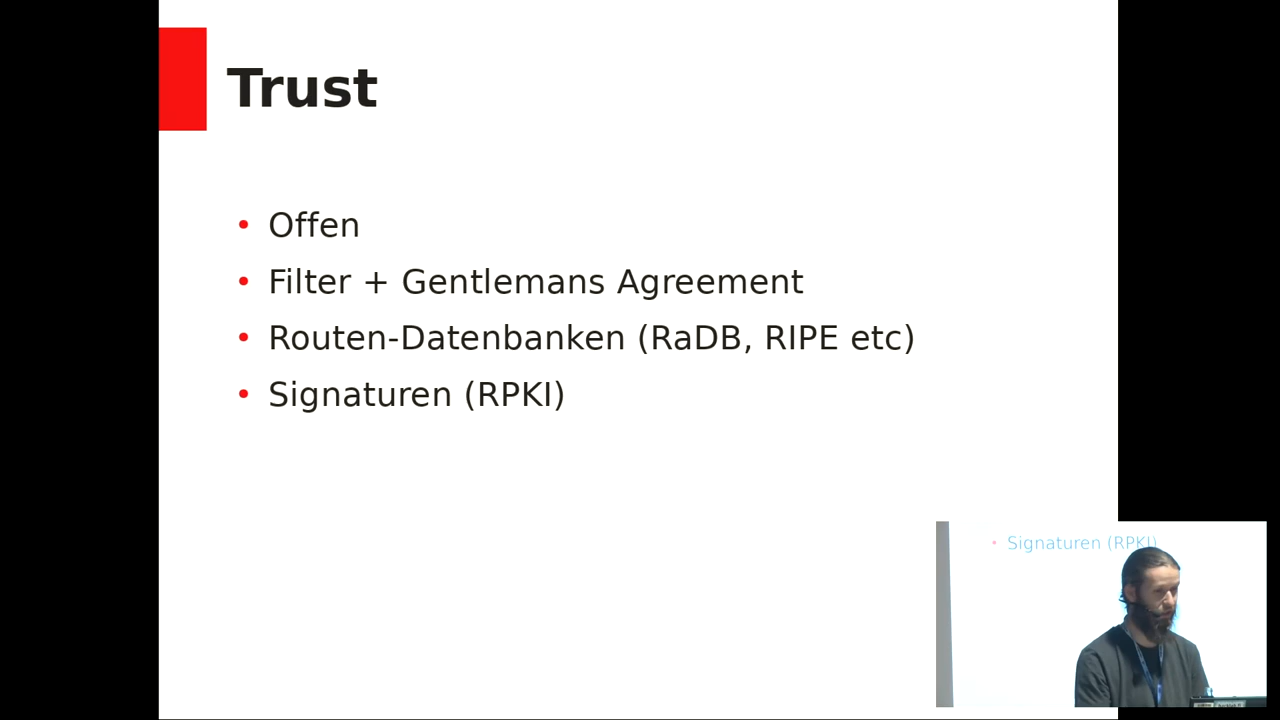 Trust
• Offen
• Filter + Gentlemans Agreement
• Routen-Datenbanken (RaDB, RIPE etc)
• Signaturen (RPKI)
• Signaturen (RPKI)